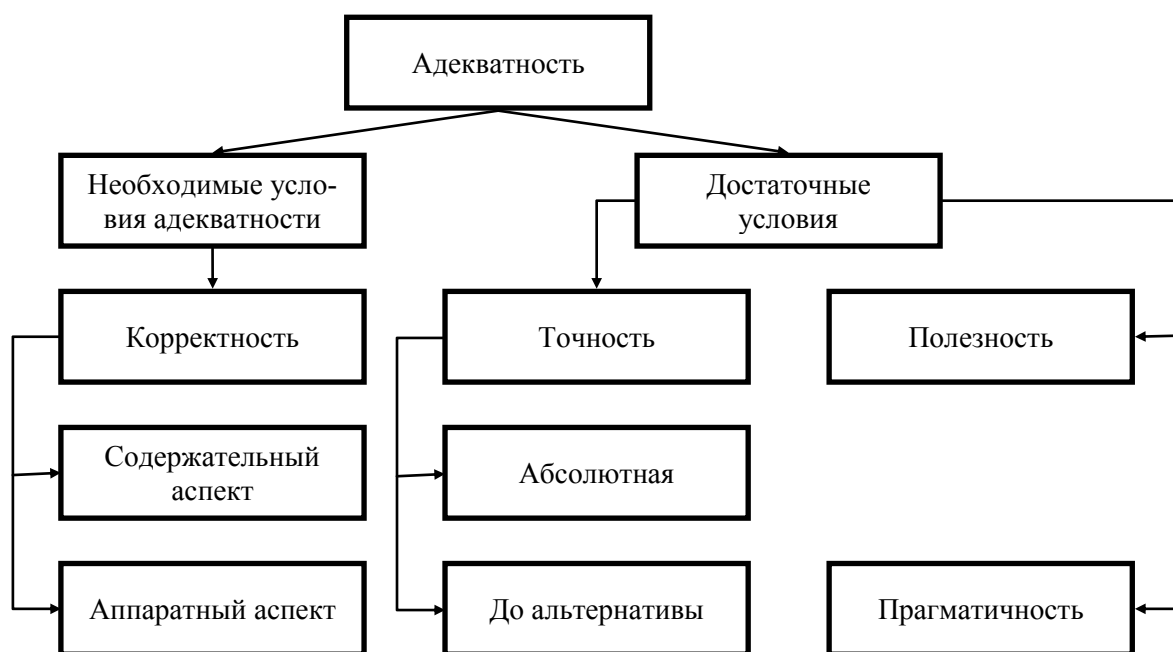 Адекватность
Необходимые усло-
вия адекватности
Достаточные
условия
Корректность
Точность
Полезность
Содержательный
аспект
Абсолютная
Аппаратный аспект
До альтернативы
Прагматичность